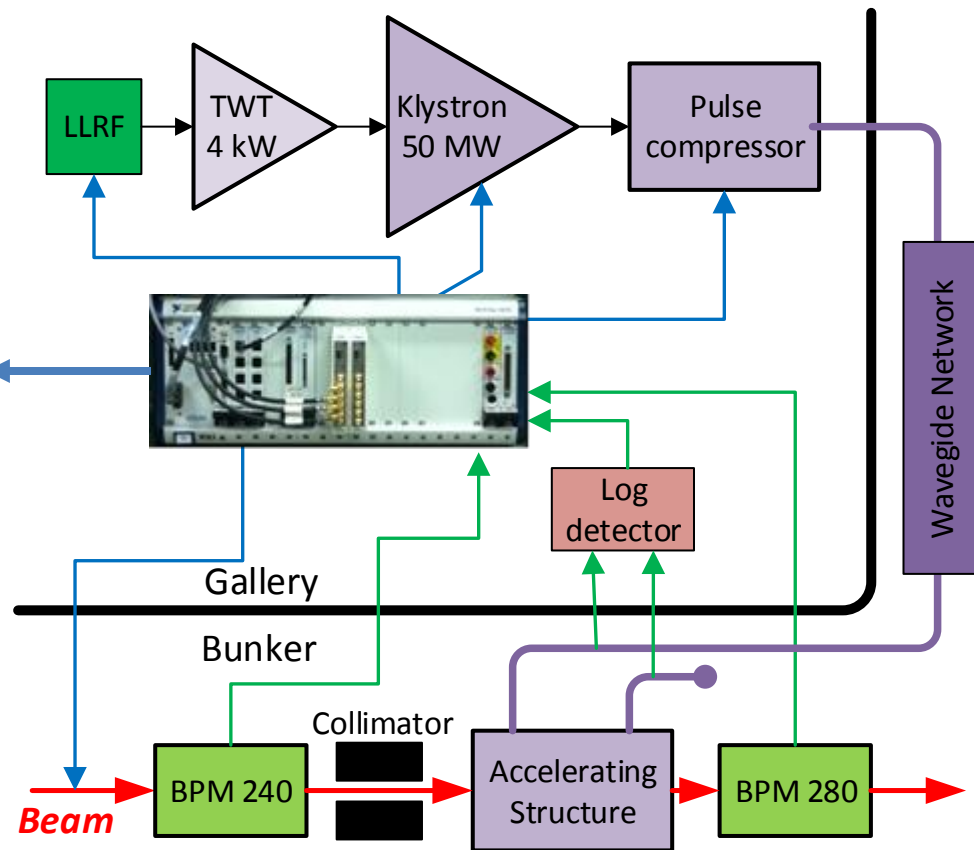 LLRF
TWT
4 kW
Klystron
50 MW
Pulse
compressor
Wavegide Network
Log
detector
Gallery
Bunker
Collimator
BPM 240
Accelerating
Structure
BPM 280
Beam